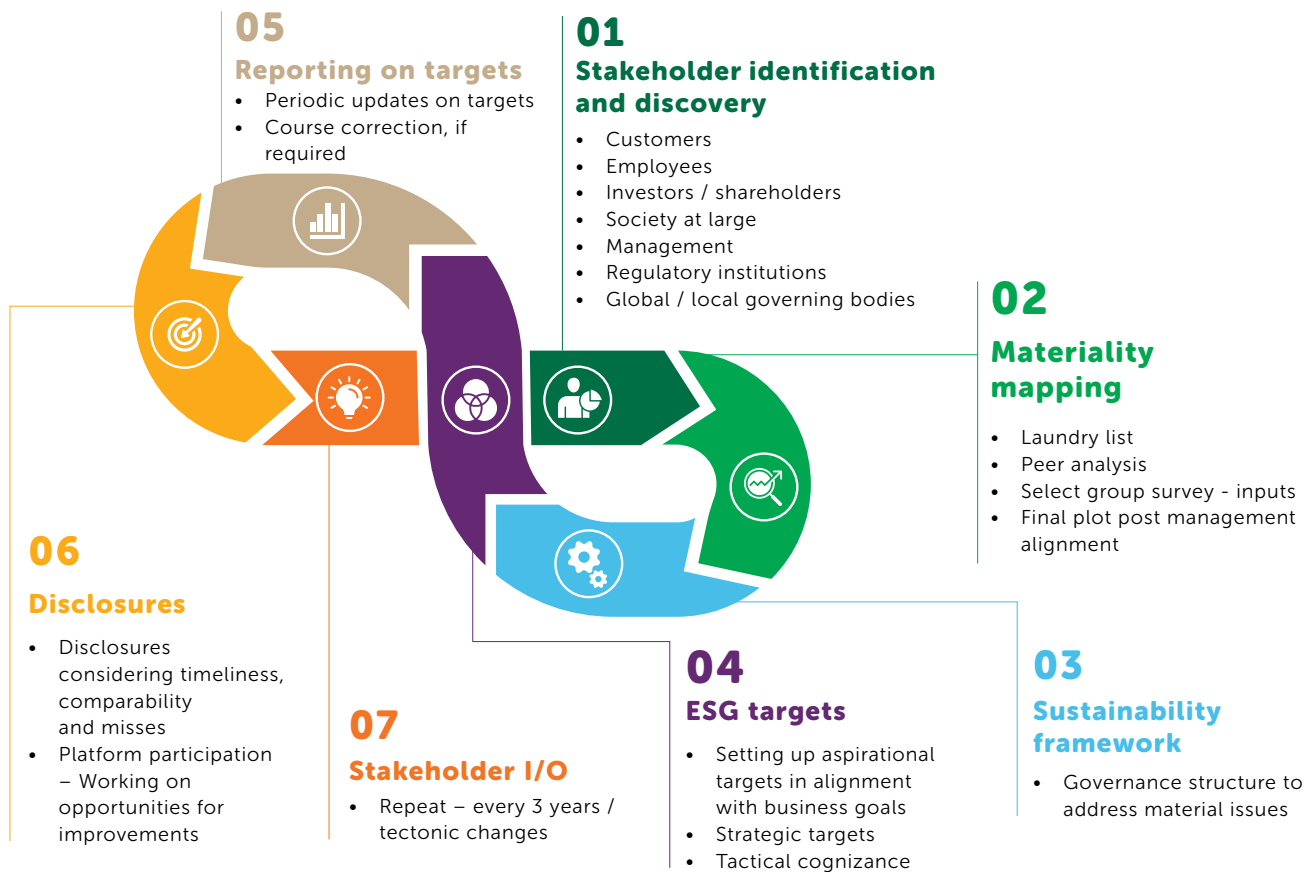 05
Reporting on targets
• Periodic updates on targets
• Course correction, if
required
01
Stakeholder identification
and discovery
• Customers
• Employees
• Investors / shareholders
• Society at large
• Management
• Regulatory institutions
• Global / local governing bodies
02
Materiality
mapping
• Laundry list
• Peer analysis
• Select group survey - inputs
• Final plot post management
alignment
06
Disclosures
• Disclosures
considering timeliness,
comparability
and misses
• Platform participation
– Working on
opportunities for
improvements
07
Stakeholder I/O
• Repeat – every 3 years /
tectonic changes
04
ESG targets
• Setting up aspirational
targets in alignment
with business goals
• Strategic targets
• Tactical cognizance
03
Sustainability
framework
• Governance structure to
address material issues